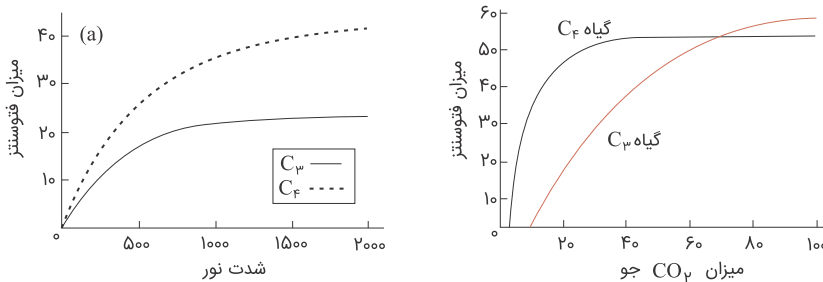 (a)
میزان فتوسنتز
۴۰
۳۰
۲۰
۱۰
۰
۵۰۰
۱۰۰۰
۱۵۰۰
۲۰۰۰
شدت نور
C۳
C۴
میزان فتوسنتز
۶۰
۵۰
۴۰
۳۰
۲۰
۱۰
۰
۲۰
۴۰
۶۰
۸۰
۱۰۰
گیاه C۴
گیاه C۳
میزان CO۲ جو